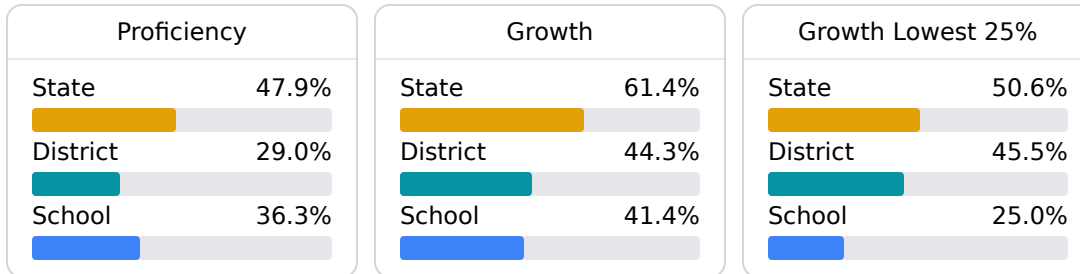 Proficiency
State 47.9%
District 29.0%
School 36.3%
Growth
State 61.4%
District 44.3%
School 41.4%
Growth Lowest 25%
State 50.6%
District 45.5%
School 25.0%